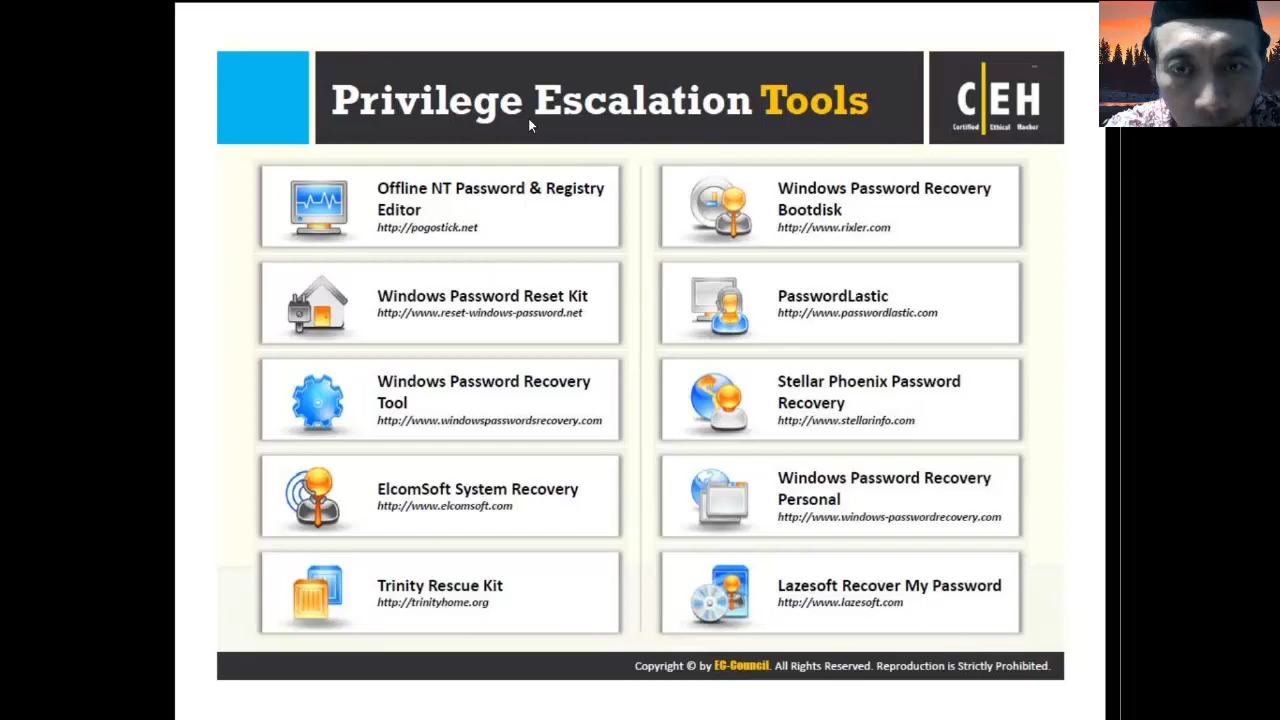 Privilege Escalation Tools
C|EH
Certified Ethical Hacker
Offline NT Password & Registry
Editor
http://pogostick.net
Windows Password Reset Kit
http://www.reset-windows-password.net
Windows Password Recovery
Tool
http://www.windowspasswordsrecovery.com
ElcomSoft System Recovery
http://www.elcomsoft.com
Trinity Rescue Kit
http://trinityhome.org
Windows Password Recovery
Bootdisk
http://www.rixler.com
PasswordLastic
http://www.passwordlastic.com
Stellar Phoenix Password
Recovery
http://www.stellarinfo.com
Windows Password Recovery
Personal
http://www.windows-passwordrecovery.com
Lazesoft Recover My Password
http://www.lazesoft.com
Copyright © by EC-Council. All Rights Reserved. Reproduction is Strictly Prohibited.